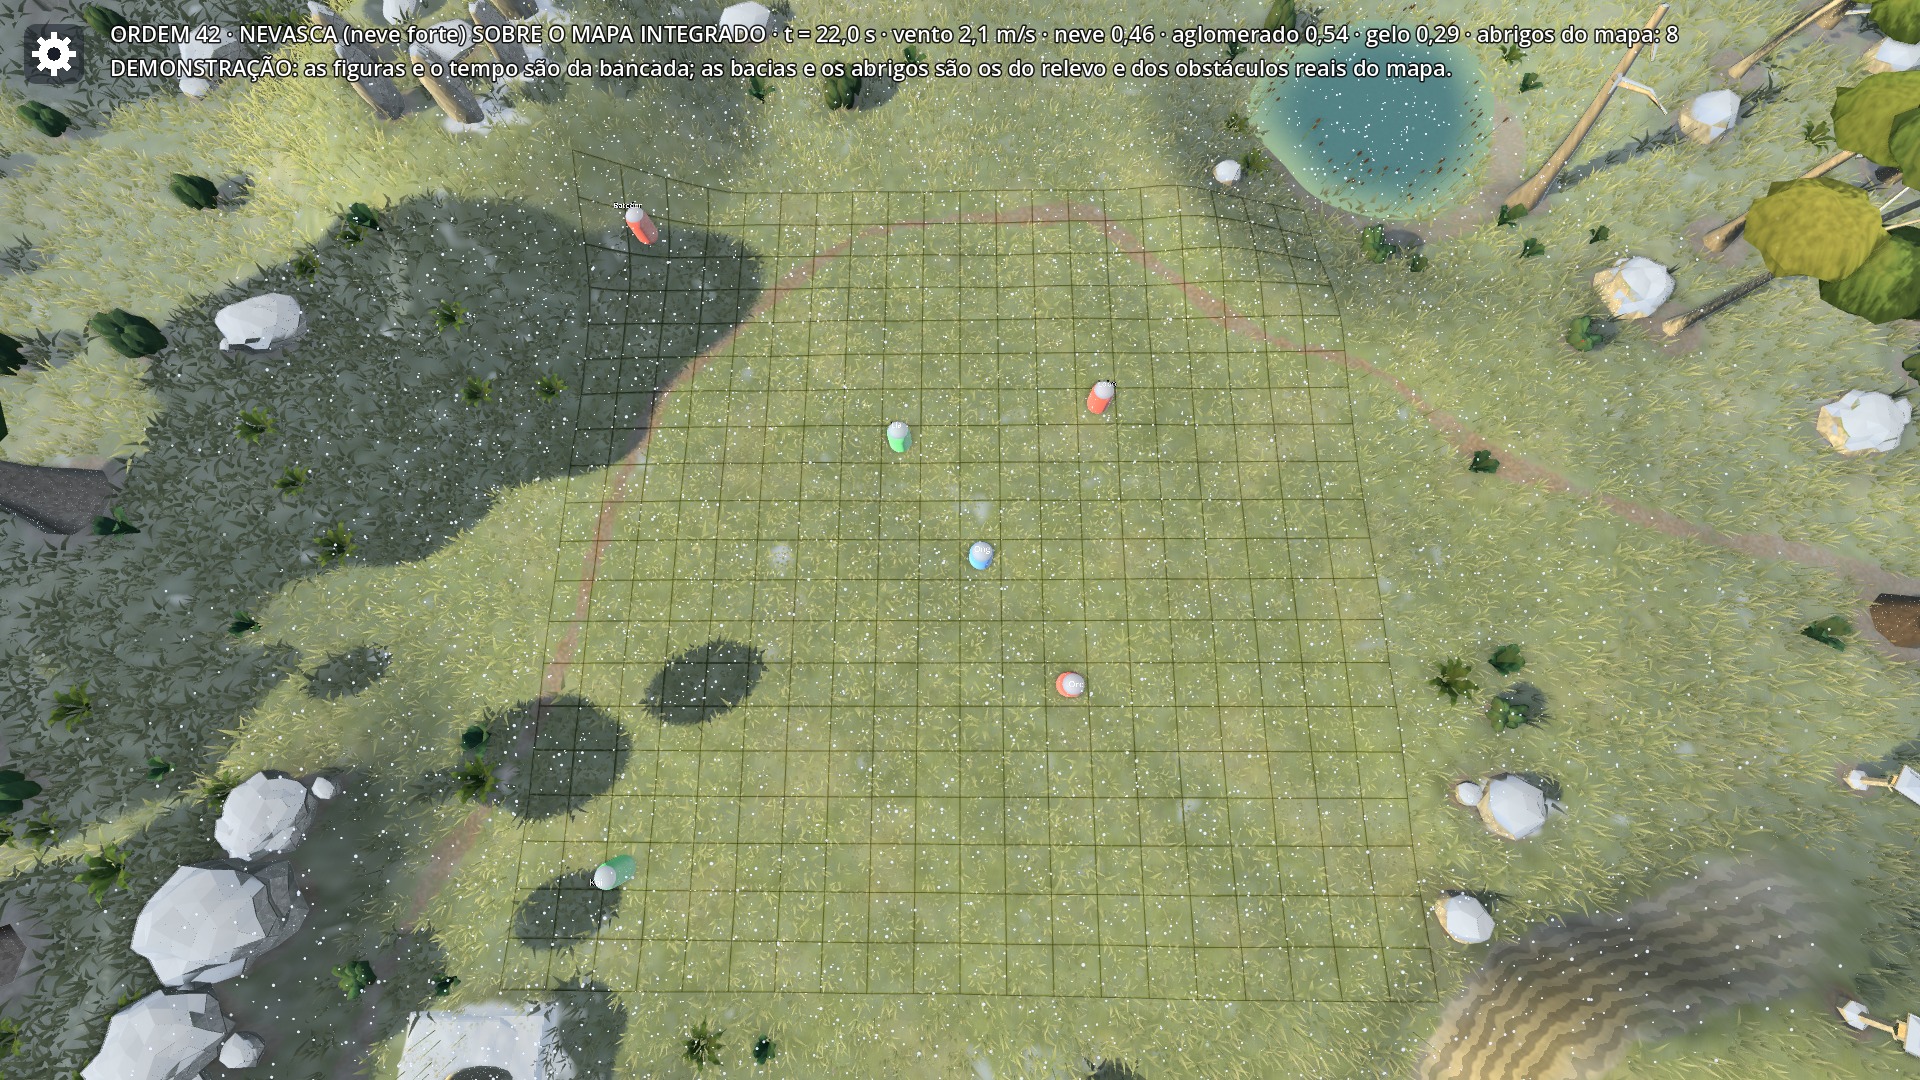 ORDEM 42 · NEVASCA (neve forte) SOBRE O MAPA INTEGRADO · t = 22,0 s · vento 2,1 m/s · neve 0,46 · aglomerado 0,54 · gelo 0,29 · abrigos do mapa: 8
DEMONSTRAÇÃO: as figuras e o tempo são da bancada; as bacias e os abrigos são os do relevo e dos obstáculos reais do mapa.
Orc